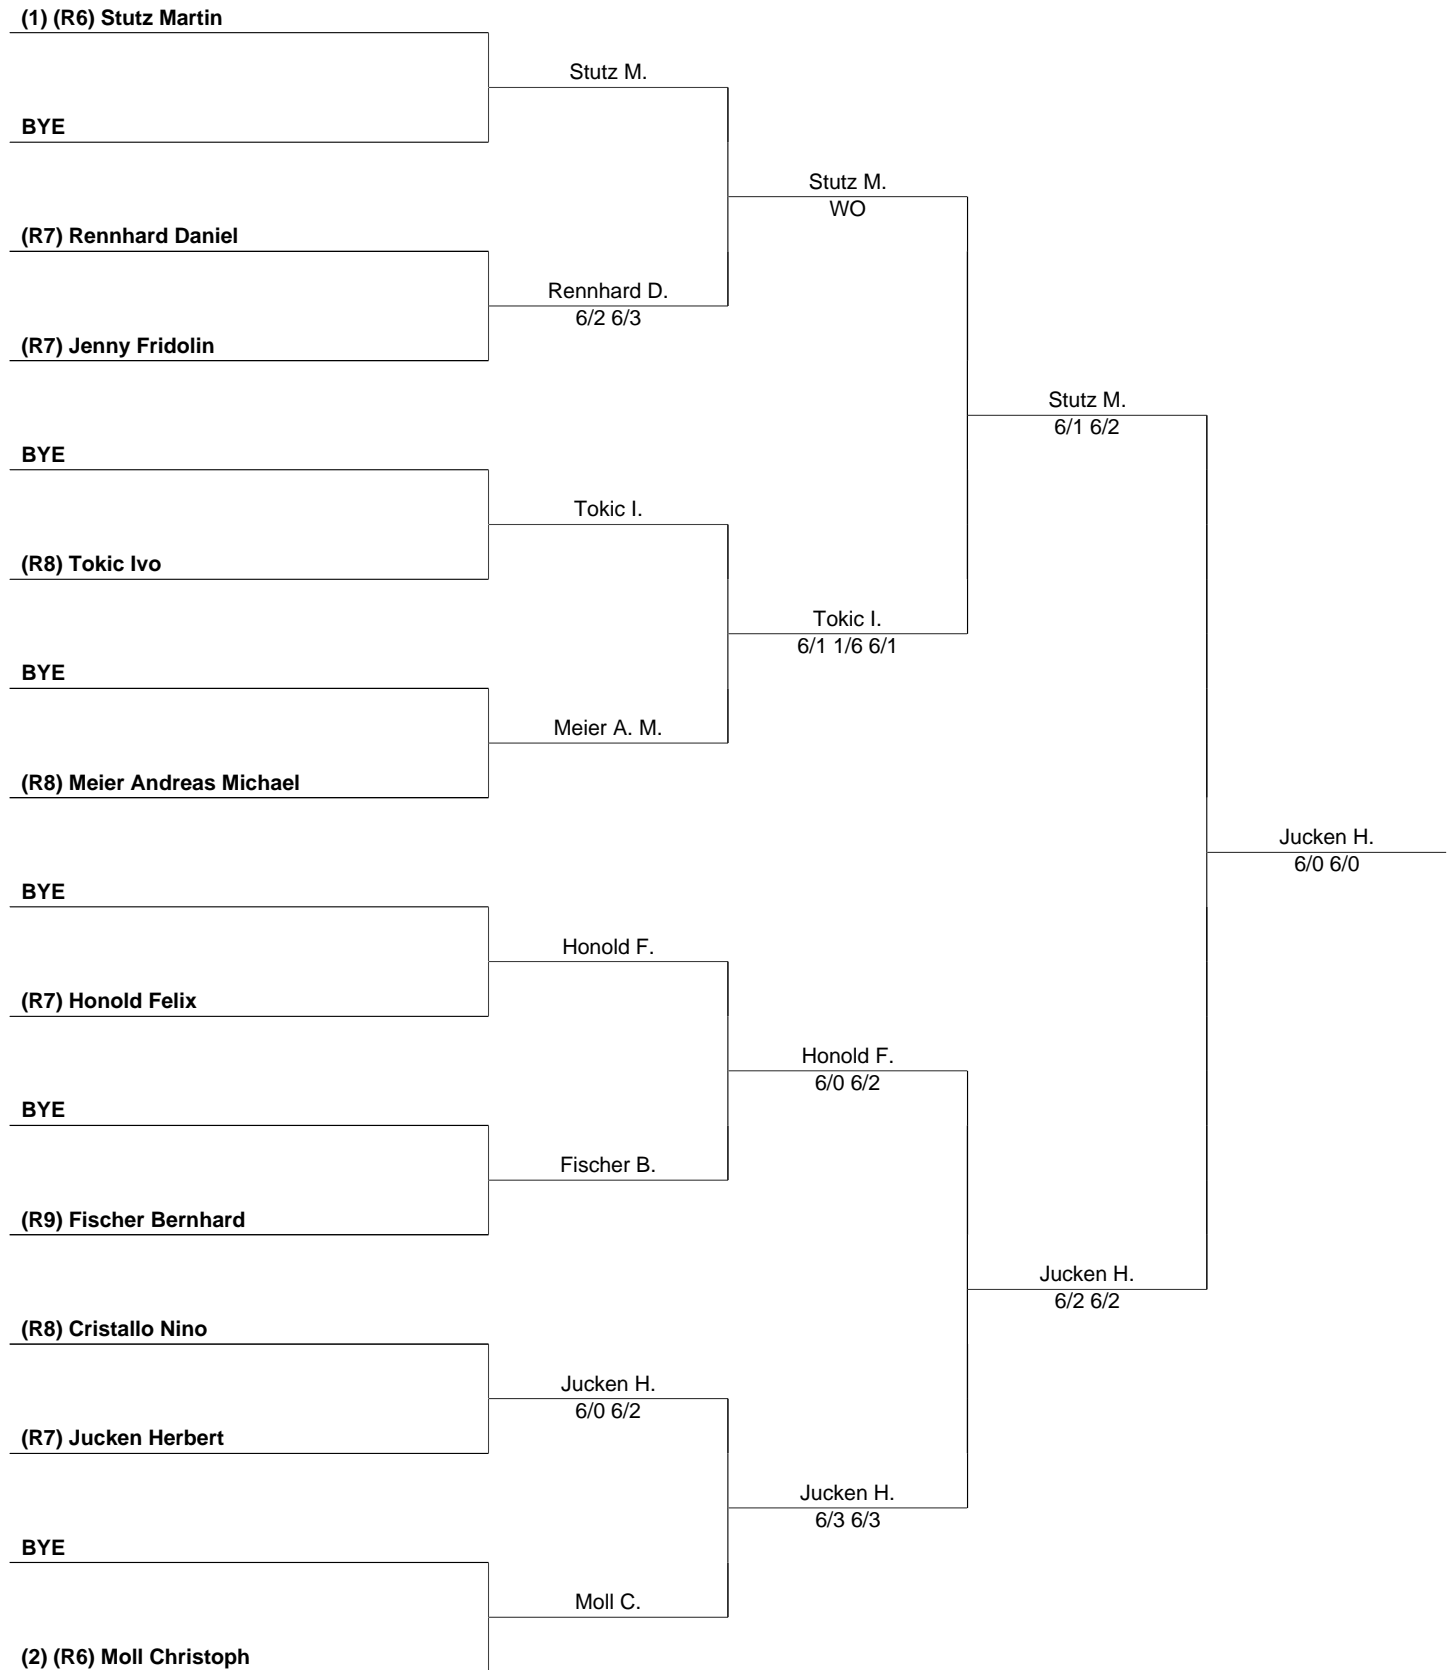 (1) (R6) Stutz Martin
Stutz M.
BYE
Stutz M.
WO
(R7) Rennhard Daniel
Rennhard D.
6/2 6/3
(R7) Jenny Fridolin
Stutz M.
6/1 6/2
BYE
Tokic I.
(R8) Tokic Ivo
Tokic I.
6/1 1/6 6/1
BYE
Meier A. M.
(R8) Meier Andreas Michael
Jucken H.
6/0 6/0
BYE
Honold F.
(R7) Honold Felix
Honold F.
6/0 6/2
BYE
Fischer B.
(R9) Fischer Bernhard
Jucken H.
6/2 6/2
(R8) Cristallo Nino
Jucken H.
6/0 6/2
(R7) Jucken Herbert
Jucken H.
6/3 6/3
BYE
Moll C.
(2) (R6) Moll Christoph